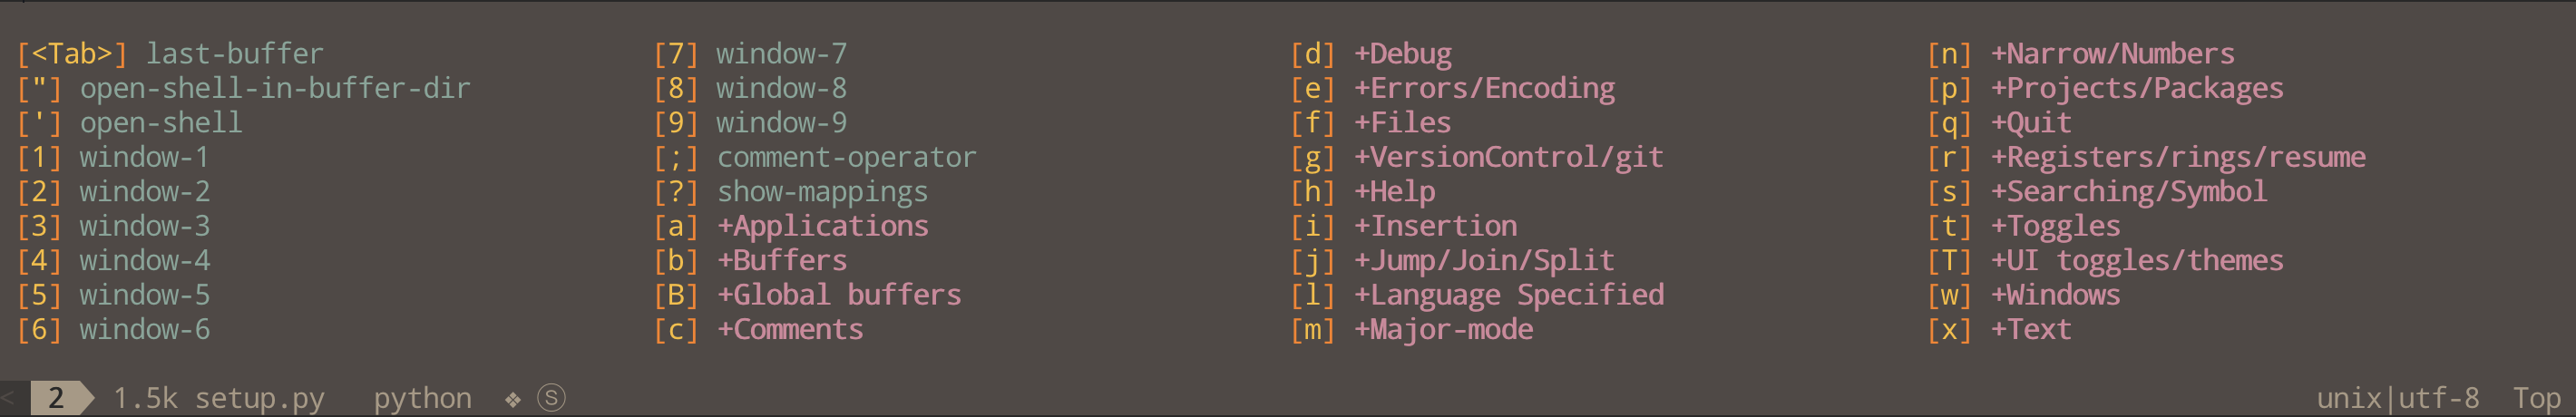 [<Tab>] last-buffer [7] window-7 [d] +Debug [n] +Narrow/Numbers
["] open-shell-in-buffer-dir [8] window-8 [e] +Errors/Encoding [p] +Projects/Packages
['] open-shell [9] window-9 [f] +Files [q] +Quit
[1] window-1 [;] comment-operator [g] +VersionControl/git [r] +Registers/rings/resume
[2] window-2 [?] show-mappings [h] +Help [s] +Searching/Symbol
[3] window-3 [a] +Applications [i] +Insertion [t] +Toggles
[4] window-4 [b] +Buffers [j] +Jump/Join/Split [T] +UI toggles/themes
[5] window-5 [B] +Global buffers [l] +Language Specified [w] +Windows
[6] window-6 [c] +Comments [m] +Major-mode [x] +Text
< 2 1.5k setup.py python ❖ Ⓢ unix|utf-8 Top